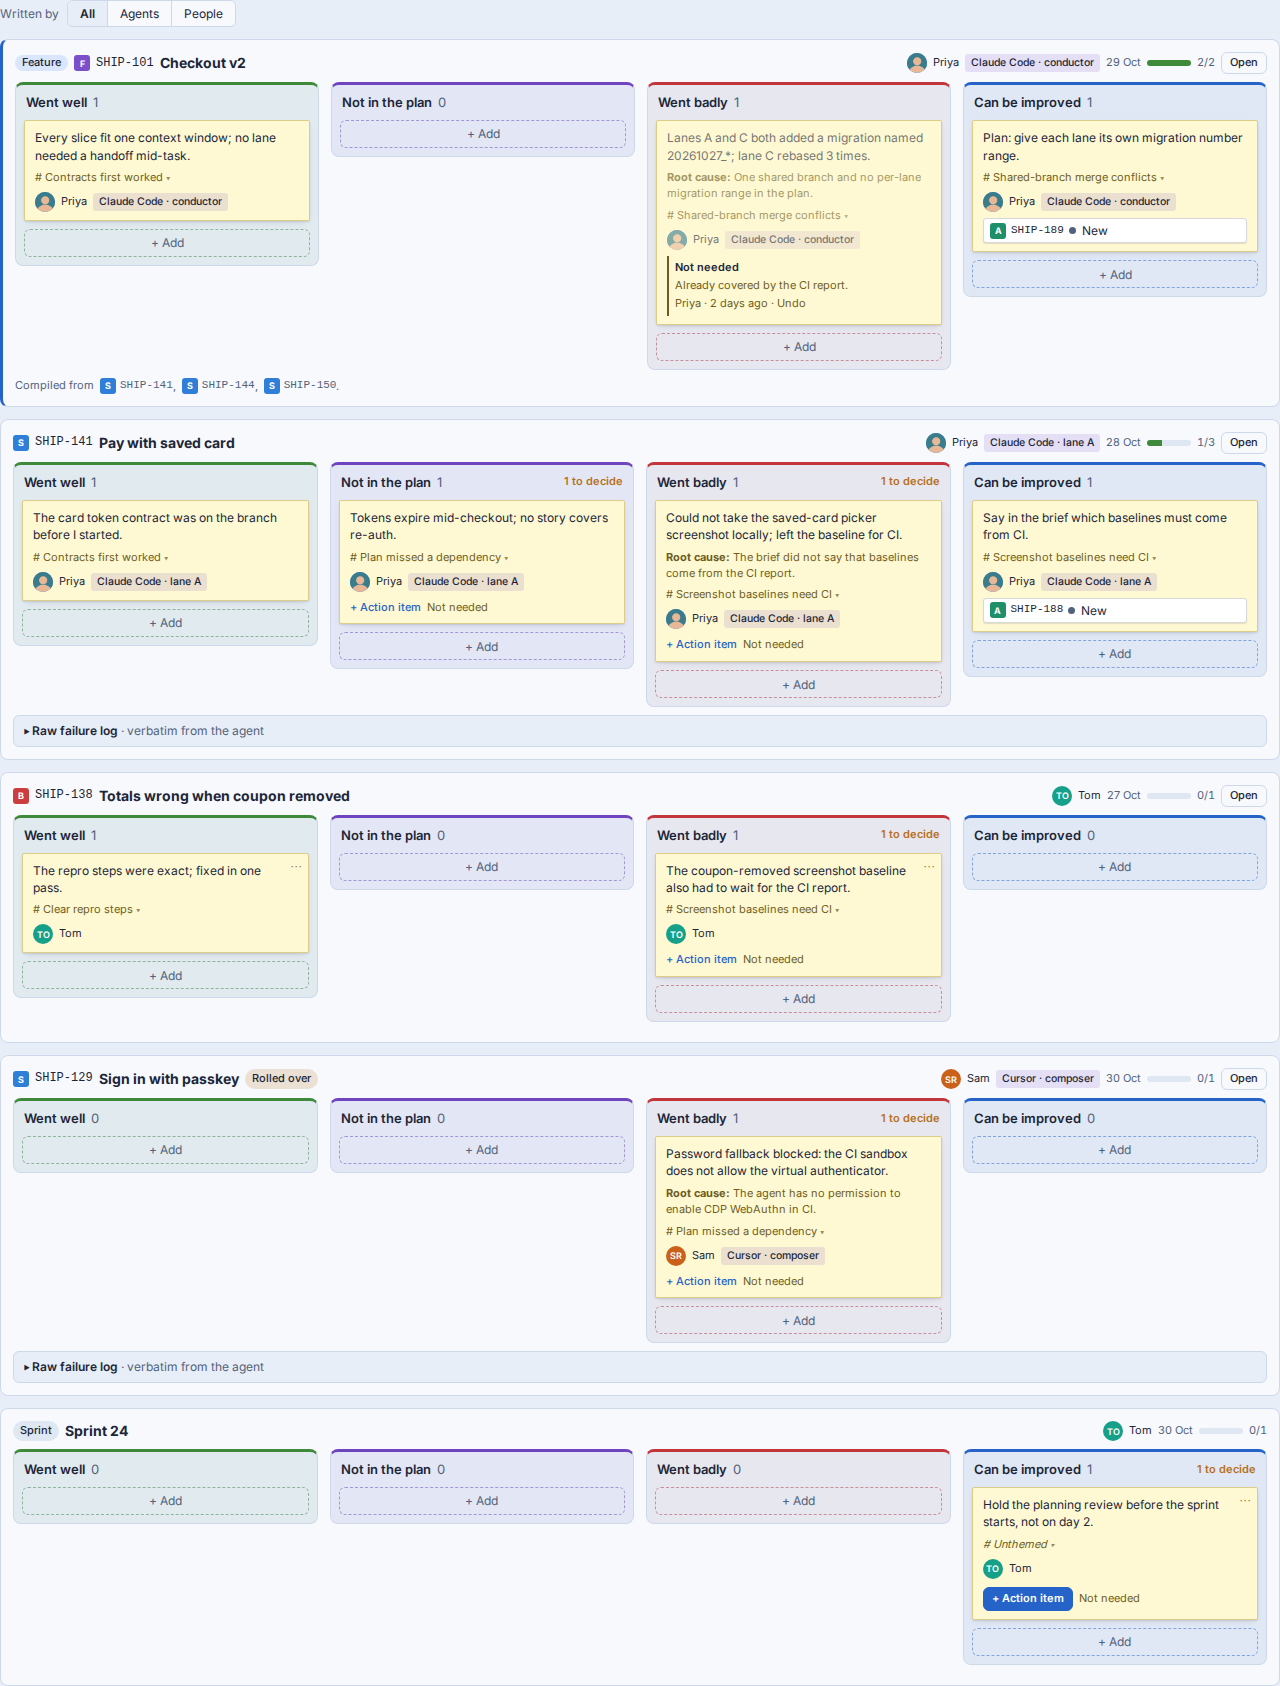 Written by All Agents People
Feature F SHIP-101 Checkout v2 Priya Claude Code · conductor 29 Oct 2/2 Open
Went well 1
Every slice fit one context window; no lane
needed a handoff mid-task.
# Contracts first worked ▾
Priya Claude Code · conductor
+ Add
Not in the plan 0
+ Add
Went badly 1
Lanes A and C both added a migration named
20261027_*; lane C rebased 3 times.
Root cause: One shared branch and no per-lane
migration range in the plan.
# Shared-branch merge conflicts ▾
Priya Claude Code · conductor
Not needed
Already covered by the CI report.
Priya · 2 days ago · Undo
+ Add
Can be improved 1
Plan: give each lane its own migration number
range.
# Shared-branch merge conflicts ▾
Priya Claude Code · conductor
A SHIP-189 New
+ Add
Compiled from S SHIP-141, S SHIP-144, S SHIP-150.
S SHIP-141 Pay with saved card Priya Claude Code · lane A 28 Oct 1/3 Open
Went well 1
The card token contract was on the branch
before I started.
# Contracts first worked ▾
Priya Claude Code · lane A
+ Add
Not in the plan 1 1 to decide
Tokens expire mid-checkout; no story covers
re-auth.
# Plan missed a dependency ▾
Priya Claude Code · lane A
+ Action item Not needed
+ Add
Went badly 1 1 to decide
Could not take the saved-card picker
screenshot locally; left the baseline for CI.
Root cause: The brief did not say that baselines
come from the CI report.
# Screenshot baselines need CI ▾
Priya Claude Code · lane A
+ Action item Not needed
+ Add
Can be improved 1
Say in the brief which baselines must come
from CI.
# Screenshot baselines need CI ▾
Priya Claude Code · lane A
A SHIP-188 New
+ Add
▸ Raw failure log · verbatim from the agent
B SHIP-138 Totals wrong when coupon removed TO Tom 27 Oct 0/1 Open
Went well 1
The repro steps were exact; fixed in one ⋯
pass.
# Clear repro steps ▾
TO Tom
+ Add
Not in the plan 0
+ Add
Went badly 1 1 to decide
The coupon-removed screenshot baseline ⋯
also had to wait for the CI report.
# Screenshot baselines need CI ▾
TO Tom
+ Action item Not needed
+ Add
Can be improved 0
+ Add
S SHIP-129 Sign in with passkey Rolled over SR Sam Cursor · composer 30 Oct 0/1 Open
Went well 0
+ Add
Not in the plan 0
+ Add
Went badly 1 1 to decide
Password fallback blocked: the CI sandbox
does not allow the virtual authenticator.
Root cause: The agent has no permission to
enable CDP WebAuthn in CI.
# Plan missed a dependency ▾
SR Sam Cursor · composer
+ Action item Not needed
+ Add
Can be improved 0
+ Add
▸ Raw failure log · verbatim from the agent
Sprint Sprint 24 TO Tom 30 Oct 0/1
Went well 0
+ Add
Not in the plan 0
+ Add
Went badly 0
+ Add
Can be improved 1 1 to decide
Hold the planning review before the sprint ⋯
starts, not on day 2.
# Unthemed ▾
TO Tom
+ Action item Not needed
+ Add